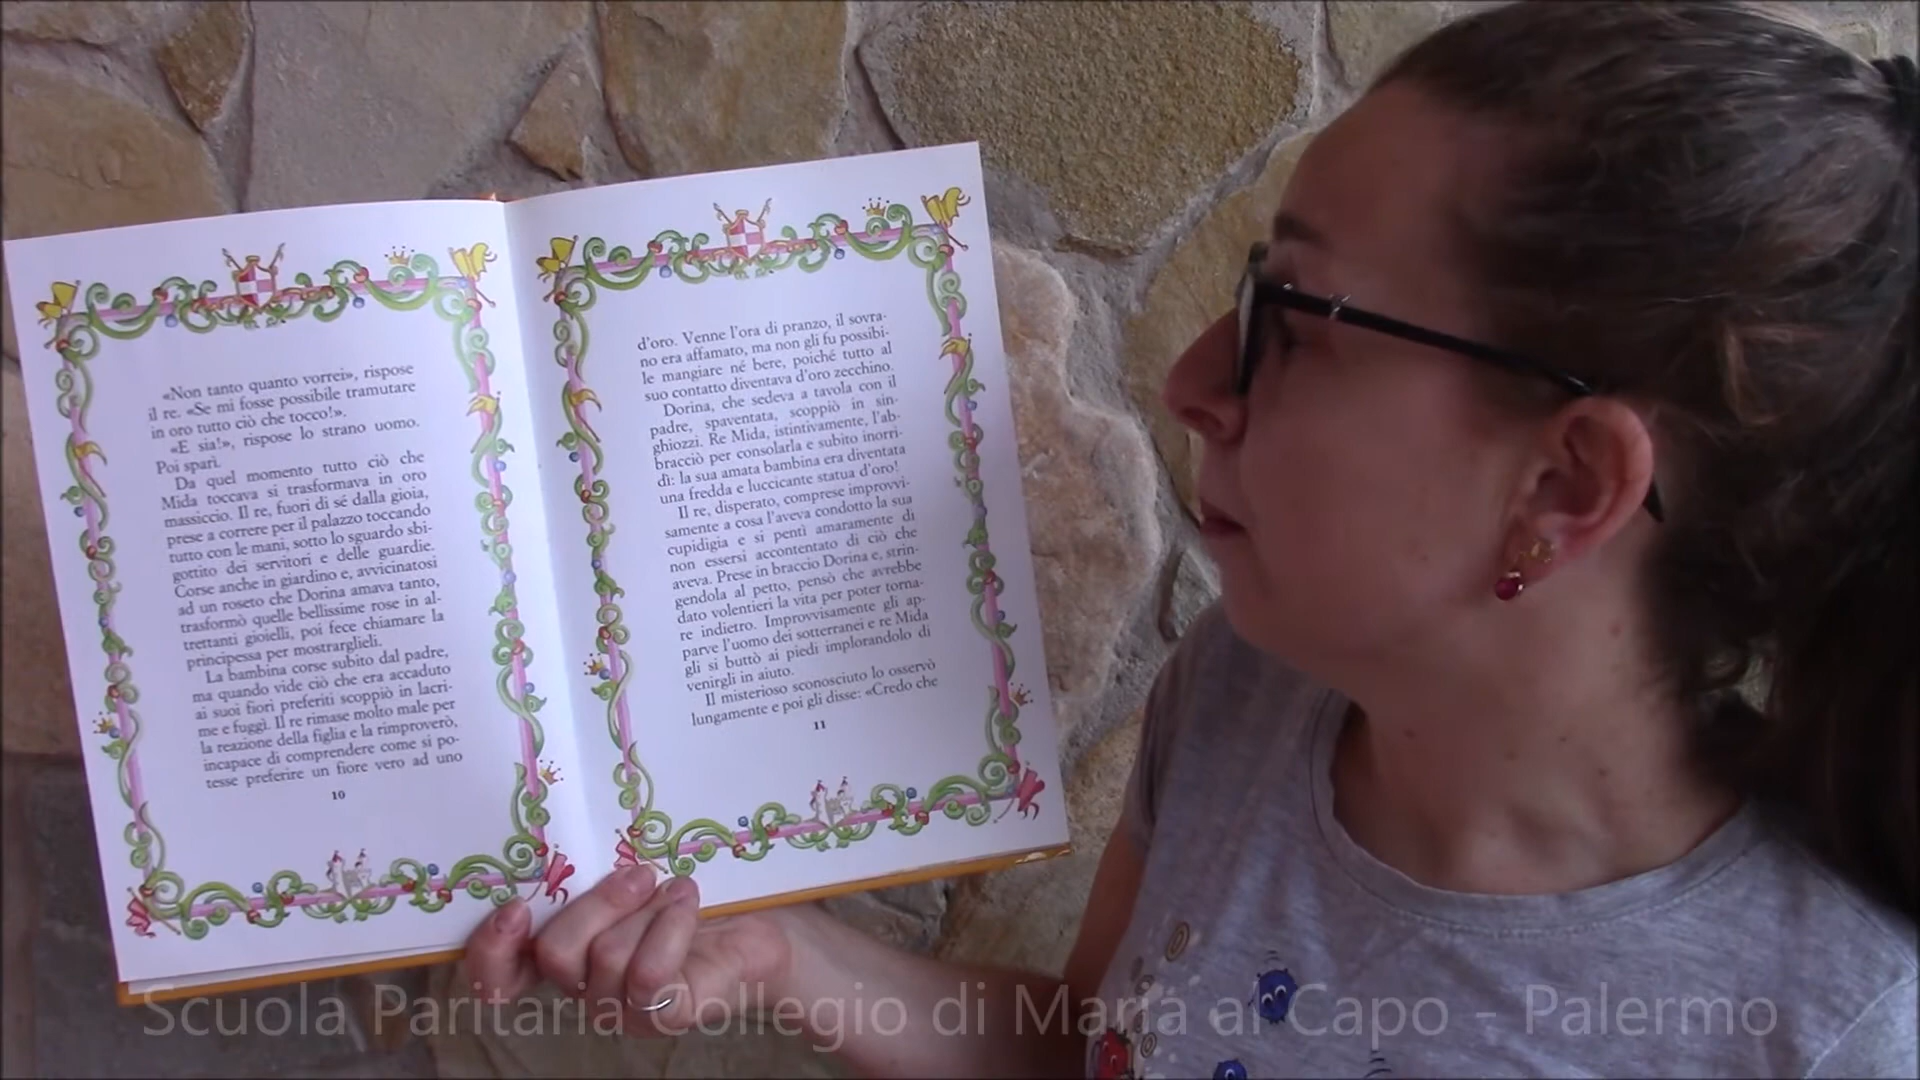 «Non tanto quanto vorrei», rispose
il re. «Se mi fosse possibile tramutare
in oro tutto ciò che tocco!».
«E sia!», rispose lo strano uomo.
Poi sparì.
Da quel momento tutto ciò che
Mida toccava si trasformava in oro
massiccio. Il re, fuori di sé dalla gioia,
prese a correre per il palazzo toccando
tutto con le mani, sotto lo sguardo sbi-
gottito dei servitori e delle guardie.
Corse anche in giardino e, avvicinatosi
ad un roseto che Dorina amava tanto,
trasformò quelle bellissime rose in al-
trettanti gioielli, poi fece chiamare la
principessa per mostrarglieli.
La bambina corse subito dal padre,
ma quando vide ciò che era accaduto
ai suoi fiori preferiti scoppiò in lacri-
me e fuggì. Il re rimase molto male per
la reazione della figlia e la rimproverò,
incapace di comprendere come si po-
tesse preferire un fiore vero ad uno
10
d'oro. Venne l'ora di pranzo, il sovra-
no era affamato, ma non gli fu possibi-
le mangiare né bere, poiché tutto al
suo contatto diventava d'oro zecchino.
Dorina, che sedeva a tavola con il
padre, spaventata, scoppiò in sin-
ghiozzi. Re Mida, istintivamente, l'ab-
bracciò per consolarla e subito inorri-
dì: la sua amata bambina era diventata
una fredda e luccicante statua d'oro!
Il re, disperato, comprese improvvi-
samente a cosa l'aveva condotto la sua
cupidigia e si pentì amaramente di
non essersi accontentato di ciò che
aveva. Prese in braccio Dorina e, strin-
gendola al petto, pensò che avrebbe
dato volentieri la vita per poter torna-
re indietro. Improvvisamente gli ap-
parve l'uomo dei sotterranei e re Mida
gli si buttò ai piedi implorandolo di
venirgli in aiuto.
Il misterioso sconosciuto lo osservò
lungamente e poi gli disse: «Credo che
11
Scuola Paritaria Collegio di Maria al Capo - Palermo